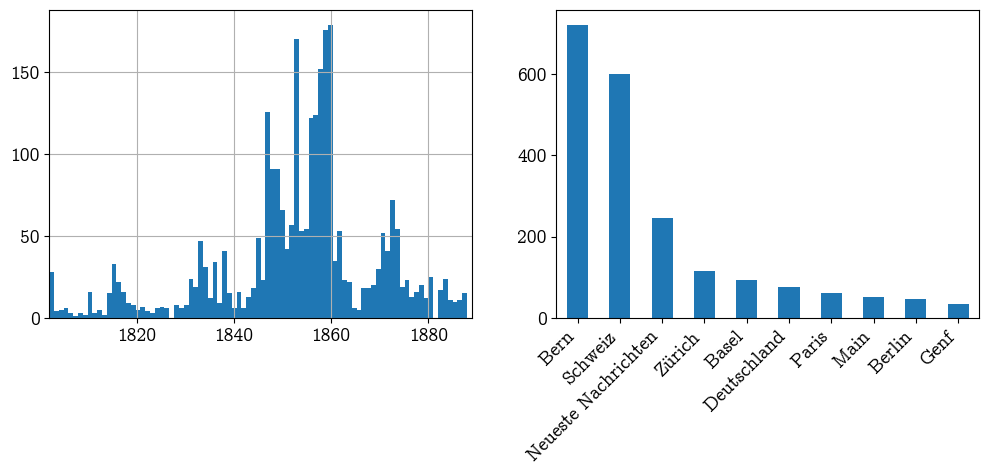 150
100
50
0
1820 1840 1860 1880
600
400
200
0
Bern
Schweiz
Neueste Nachrichten
Zürich
Basel
Deutschland
Paris
Main
Berlin
Genf